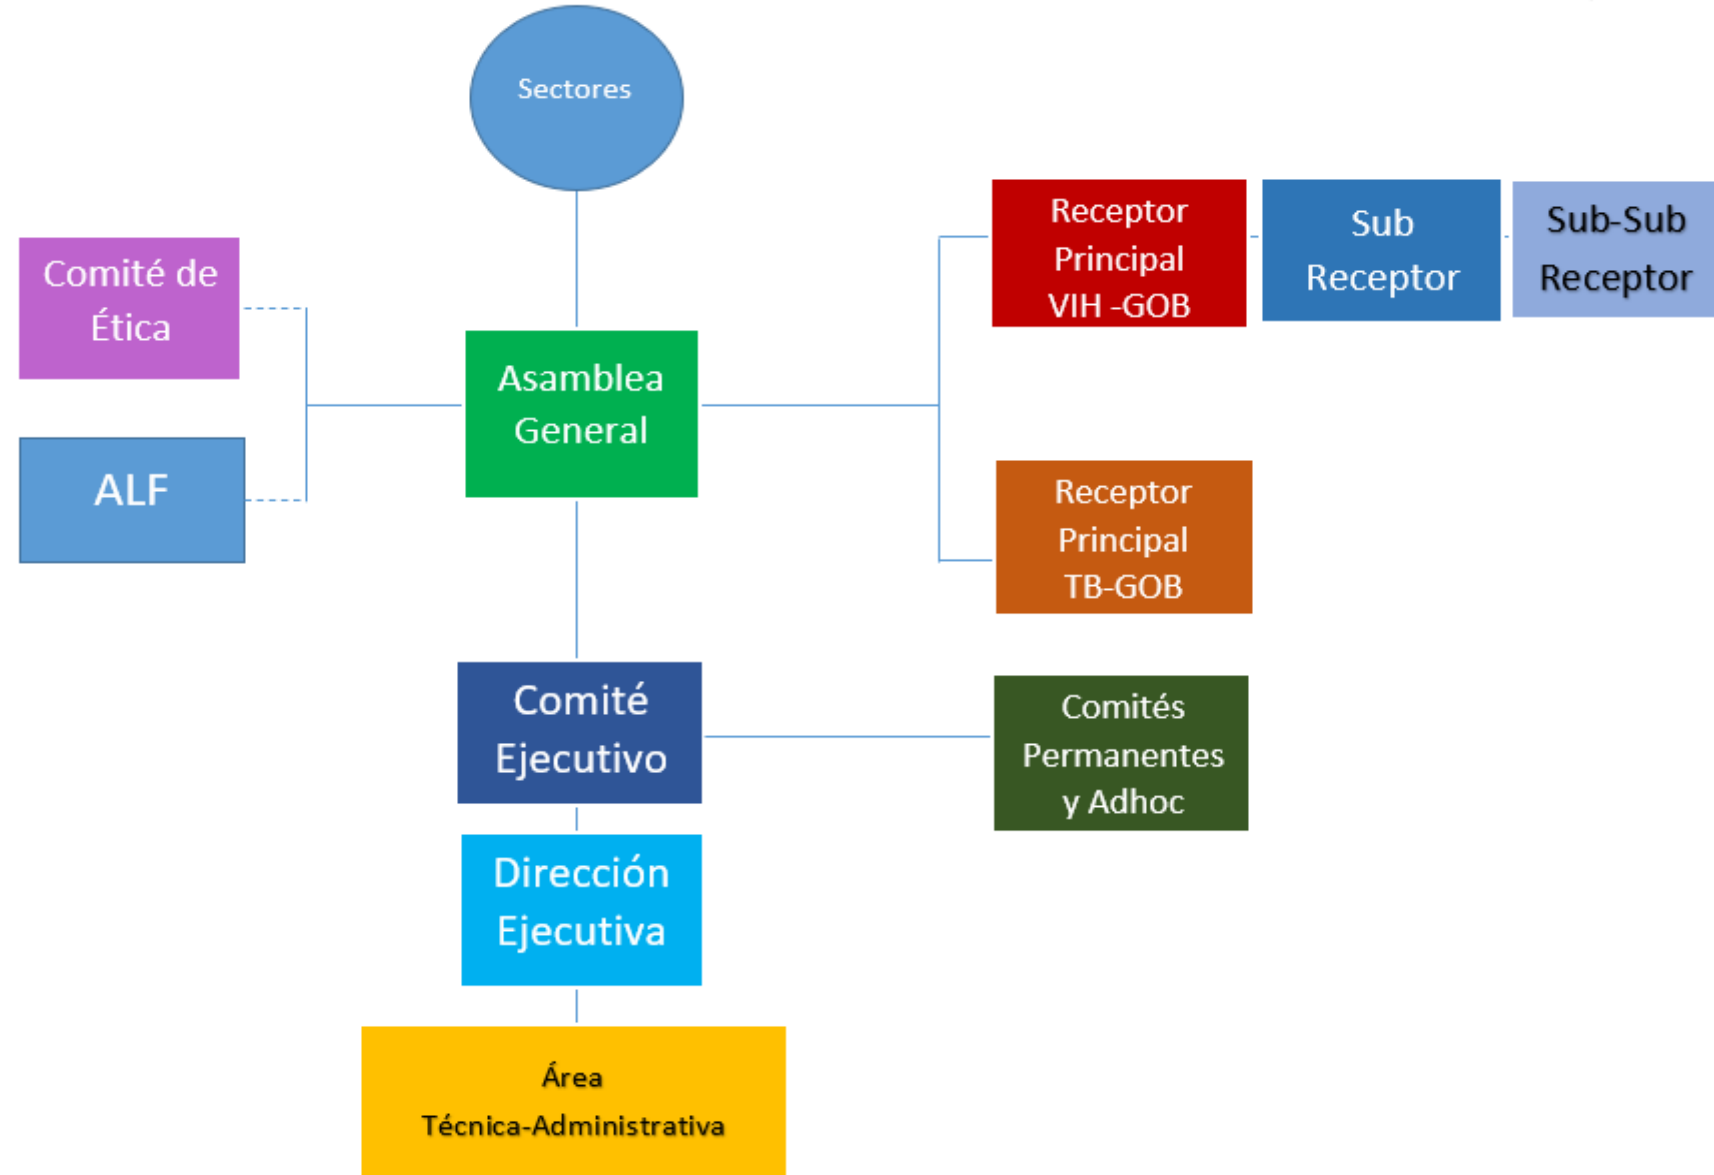 Sectores
Comité de
Ética
ALF
Asamblea
General
Receptor
Principal
VIH -GOB
Sub
Receptor
Sub-Sub
Receptor
Receptor
Principal
TB-GOB
Comité
Ejecutivo
Comités
Permanentes
y Adhoc
Dirección
Ejecutiva
Área
Técnica-Administrativa